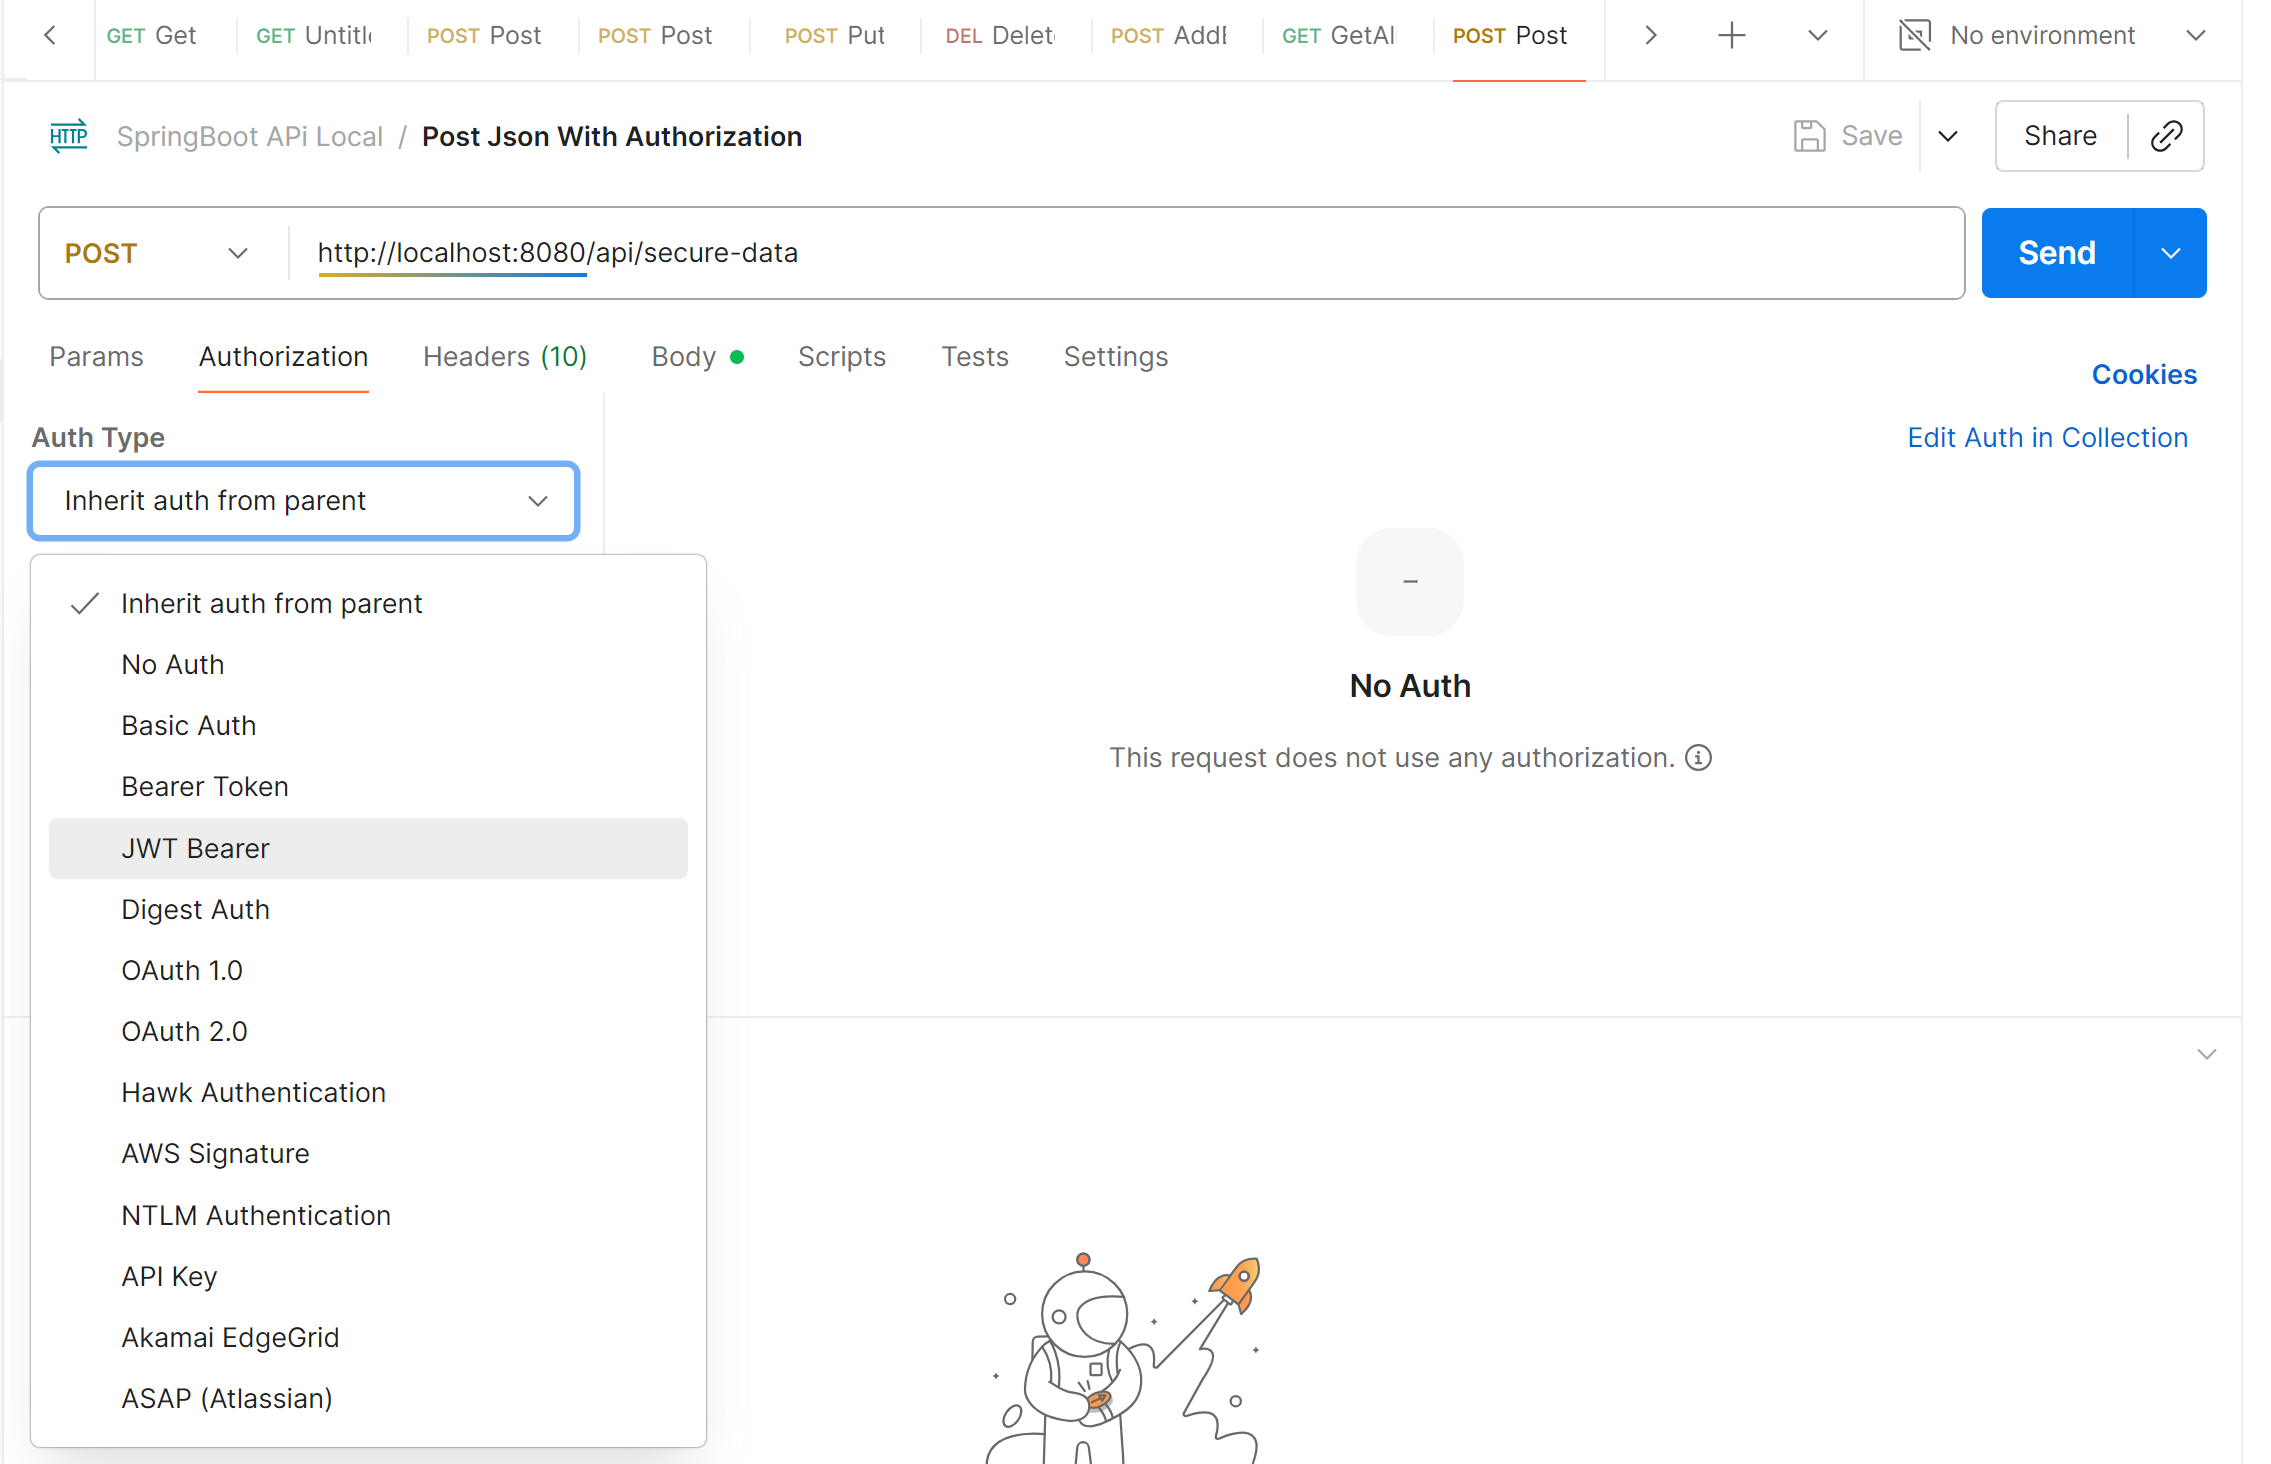 GET Get GET Untitl POST Post POST Post POST Put DEL Delet POST AddE GET GetAl POST Post No environment
HTTP SpringBoot APi Local / Post Json With Authorization Save Share
POST http://localhost:8080/api/secure-data Send
Params Authorization Headers (10) Body Scripts Tests Settings Cookies
Auth Type Edit Auth in Collection
Inherit auth from parent
Inherit auth from parent
No Auth
Basic Auth
Bearer Token
JWT Bearer
Digest Auth
OAuth 1.0
OAuth 2.0
Hawk Authentication
AWS Signature
NTLM Authentication
API Key
Akamai EdgeGrid
ASAP (Atlassian)
No Auth
This request does not use any authorization.